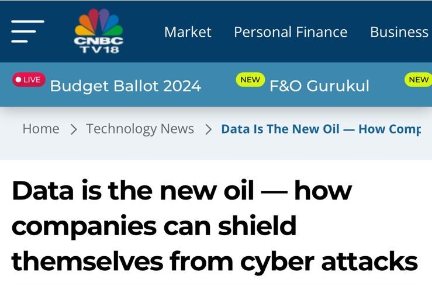 CNBC
TV18
Market Personal Finance Business
LIVE Budget Ballot 2024 NEW F&O Gurukul NEW
Home > Technology News > Data Is The New Oil — How Comp
Data is the new oil — how
companies can shield
themselves from cyber attacks